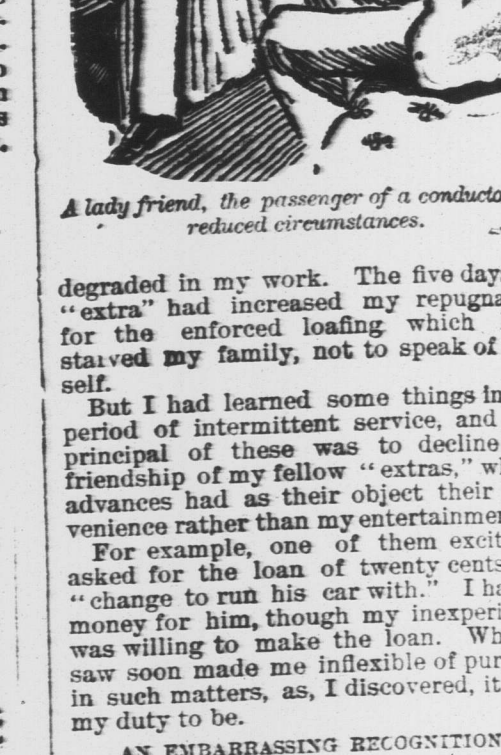 A lady friend, the passenger of a conducto
reduced circumstances.
degraded in my work. The five day
"extra" had increased my repugna
for the enforced loafing which
starved my family, not to speak of
self.
But I had learned some things in
period of intermittent service, and
principal of these was to decline
friendship of my fellow "extras," wh
advances had as their object their
venience rather than my entertainmen
For example, one of them excit
asked for the loan of twenty cents
"change to run his car with." I ha
money for him, though my inexperi
was willing to make the loan. Wh
saw soon made me inflexible of pur
in such matters, as, I discovered, it
my duty to be.
AN EMBARRASSING RECOGNITION